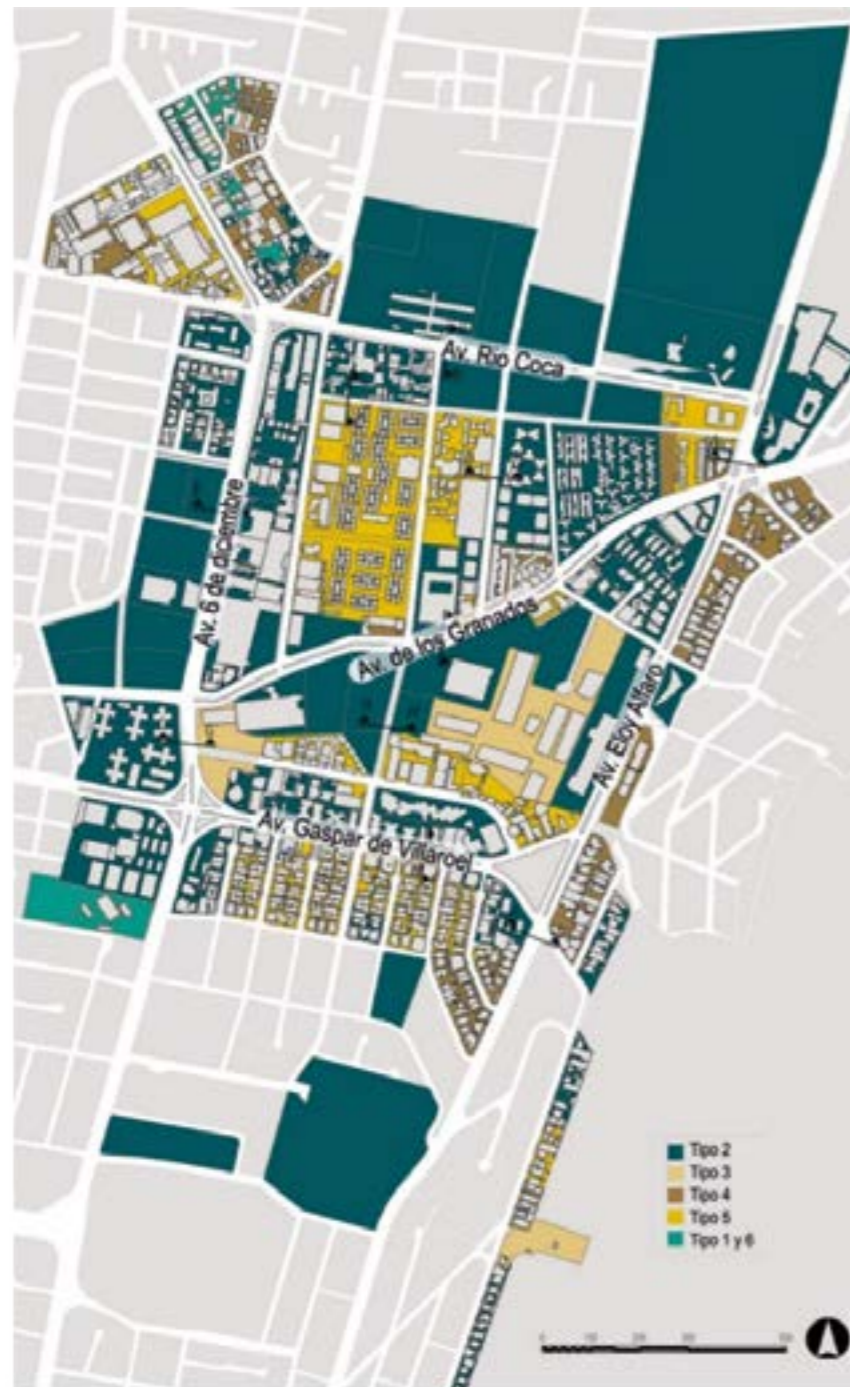 Av. Rio Coca
Av. 6 de diciembre
Av. de los Granados
Av. Eloy Alfaro
Av. Gaspar de Villaroel
Tipo 2
Tipo 3
Tipo 4
Tipo 5
Tipo 1 y 6